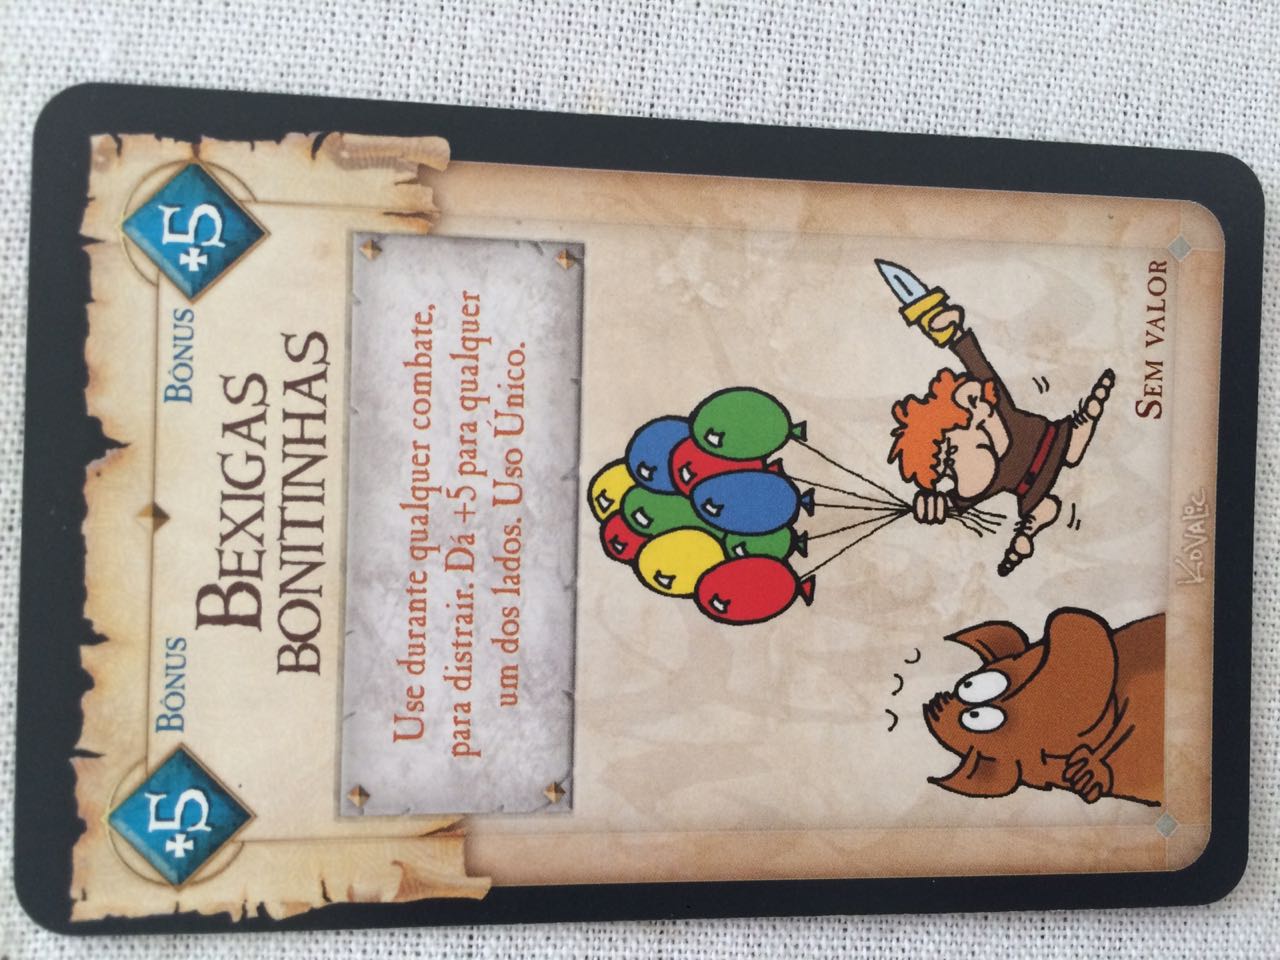 +5 Bônus Bônus +5
Bexigas
bonitinhas
Use durante qualquer combate,
para distrair. Dá +5 para qualquer
um dos lados. Uso Único.
Sem valor
Kovalic